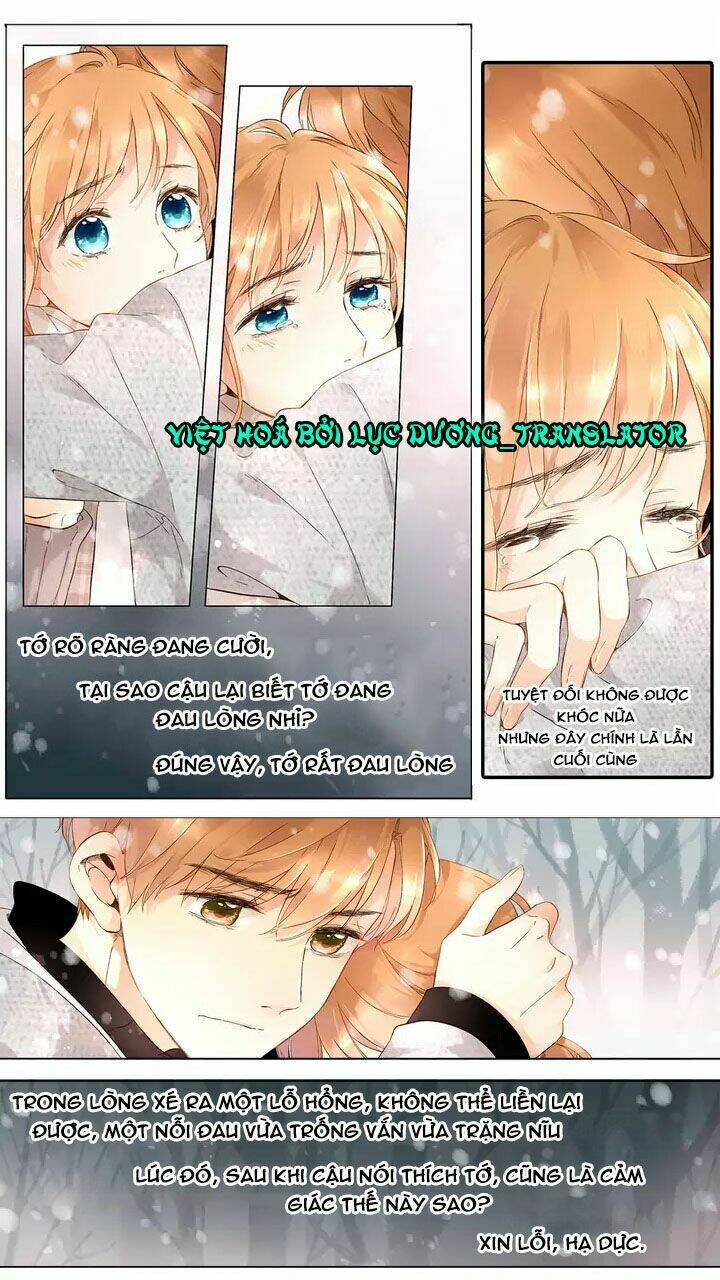 VIỆT HOÁ BỞI LỤC DƯƠNG_TRANSLATOR
TỚ RÕ RÀNG ĐANG CƯỜI,
TẠI SAO CẬU LẠI BIẾT TỚ ĐANG
ĐAU LÒNG NHỈ?
ĐÚNG VẬY, TỚ RẤT ĐAU LÒNG
TUYỆT ĐỐI KHÔNG ĐƯỢC
KHÓC NỮA
NHƯNG ĐÂY CHÍNH LÀ LẦN
CUỐI CÙNG
TRONG LÒNG XÉ RA MỘT LỖ HỔNG, KHÔNG THỂ LIỀN LẠI
ĐƯỢC, MỘT NỖI ĐAU VỪA TRỐNG VẮN VỪA TRẶNG NĨU
LÚC ĐÓ, SAU KHI CẬU NÓI THÍCH TỚ, CŨNG LÀ CẢM
GIÁC THẾ NÀY SAO?
XIN LỖI, HẠ DỰC.